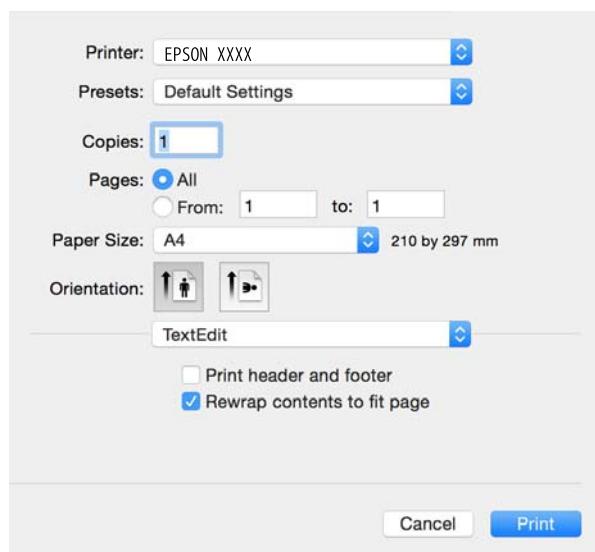 Printer: EPSON XXXX
Presets: Default Settings
Copies: 1
Pages: All
From: 1 to: 1
Paper Size: A4 210 by 297 mm
Orientation:
TextEdit
Print header and footer
Rewrap contents to fit page
Cancel Print